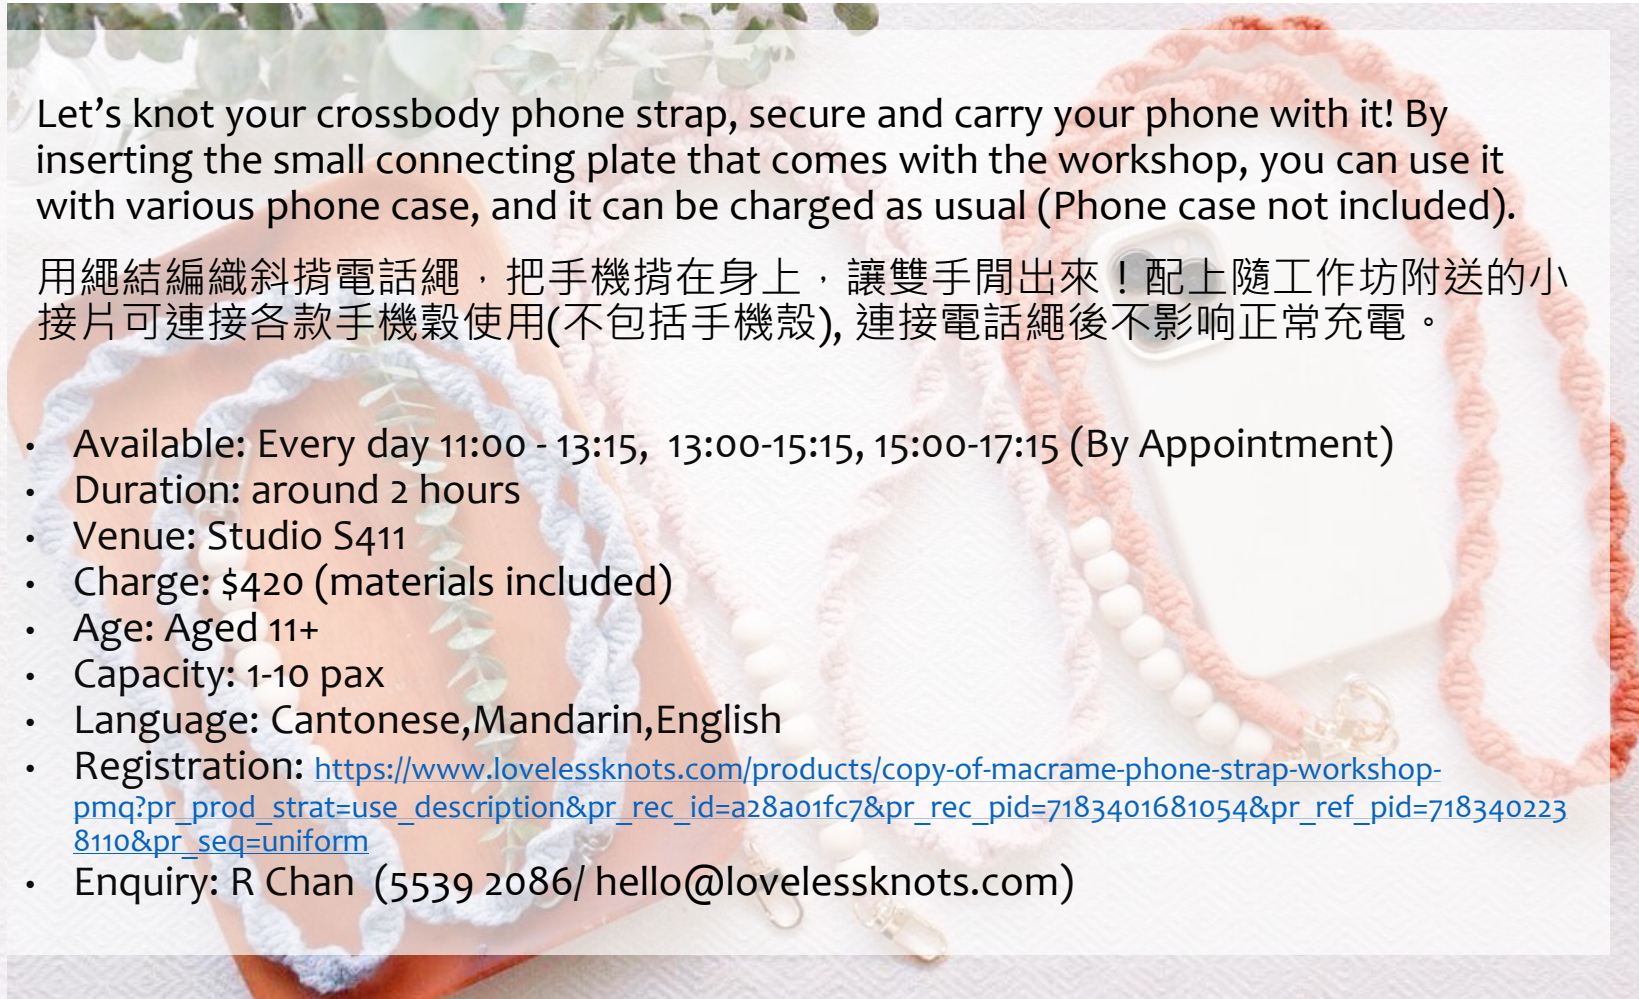 Let’s knot your crossbody phone strap, secure and carry your phone with it! By
inserting the small connecting plate that comes with the workshop, you can use it
with various phone case, and it can be charged as usual (Phone case not included).
用繩結編織斜揹電話繩，把手機揹在身上，讓雙手閒出來！配上隨工作坊附送的小
接片可連接各款手機穀使用(不包括手機殼), 連接電話繩後不影响正常充電。
• Available: Every day 11:00 - 13:15,  13:00-15:15, 15:00-17:15 (By Appointment)
• Duration: around 2 hours
• Venue: Studio S411
• Charge: $420 (materials included)
• Age: Aged 11+
• Capacity: 1-10 pax
• Language: Cantonese,Mandarin,English
• Registration: https://www.lovelessknots.com/products/copy-of-macrame-phone-strap-workshop-
pmq?pr_prod_strat=use_description&pr_rec_id=a28a01fc7&pr_rec_pid=7183401681054&pr_ref_pid=718340223
8110&pr_seq=uniform
• Enquiry: R Chan  (5539 2086/ hello@lovelessknots.com)